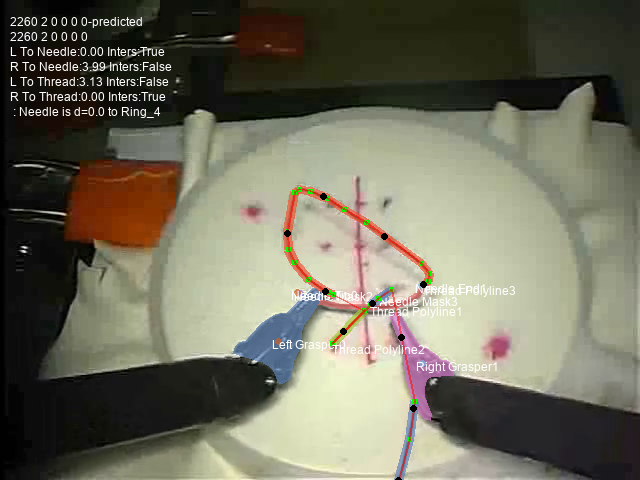 2260 2 0 0 0 0-predicted
2260 2 0 0 0 0
L To Needle:0.00 Inters:True
R To Needle:3.99 Inters:False
L To Thread:3.13 Inters:False
R To Thread:0.00 Inters:True
: Needle is d=0.0 to Ring_4
Needle End1
Thread Polyline3
Needle Mask3
Thread Polyline1
Left Grasper
Thread Polyline2
Right Grasper1